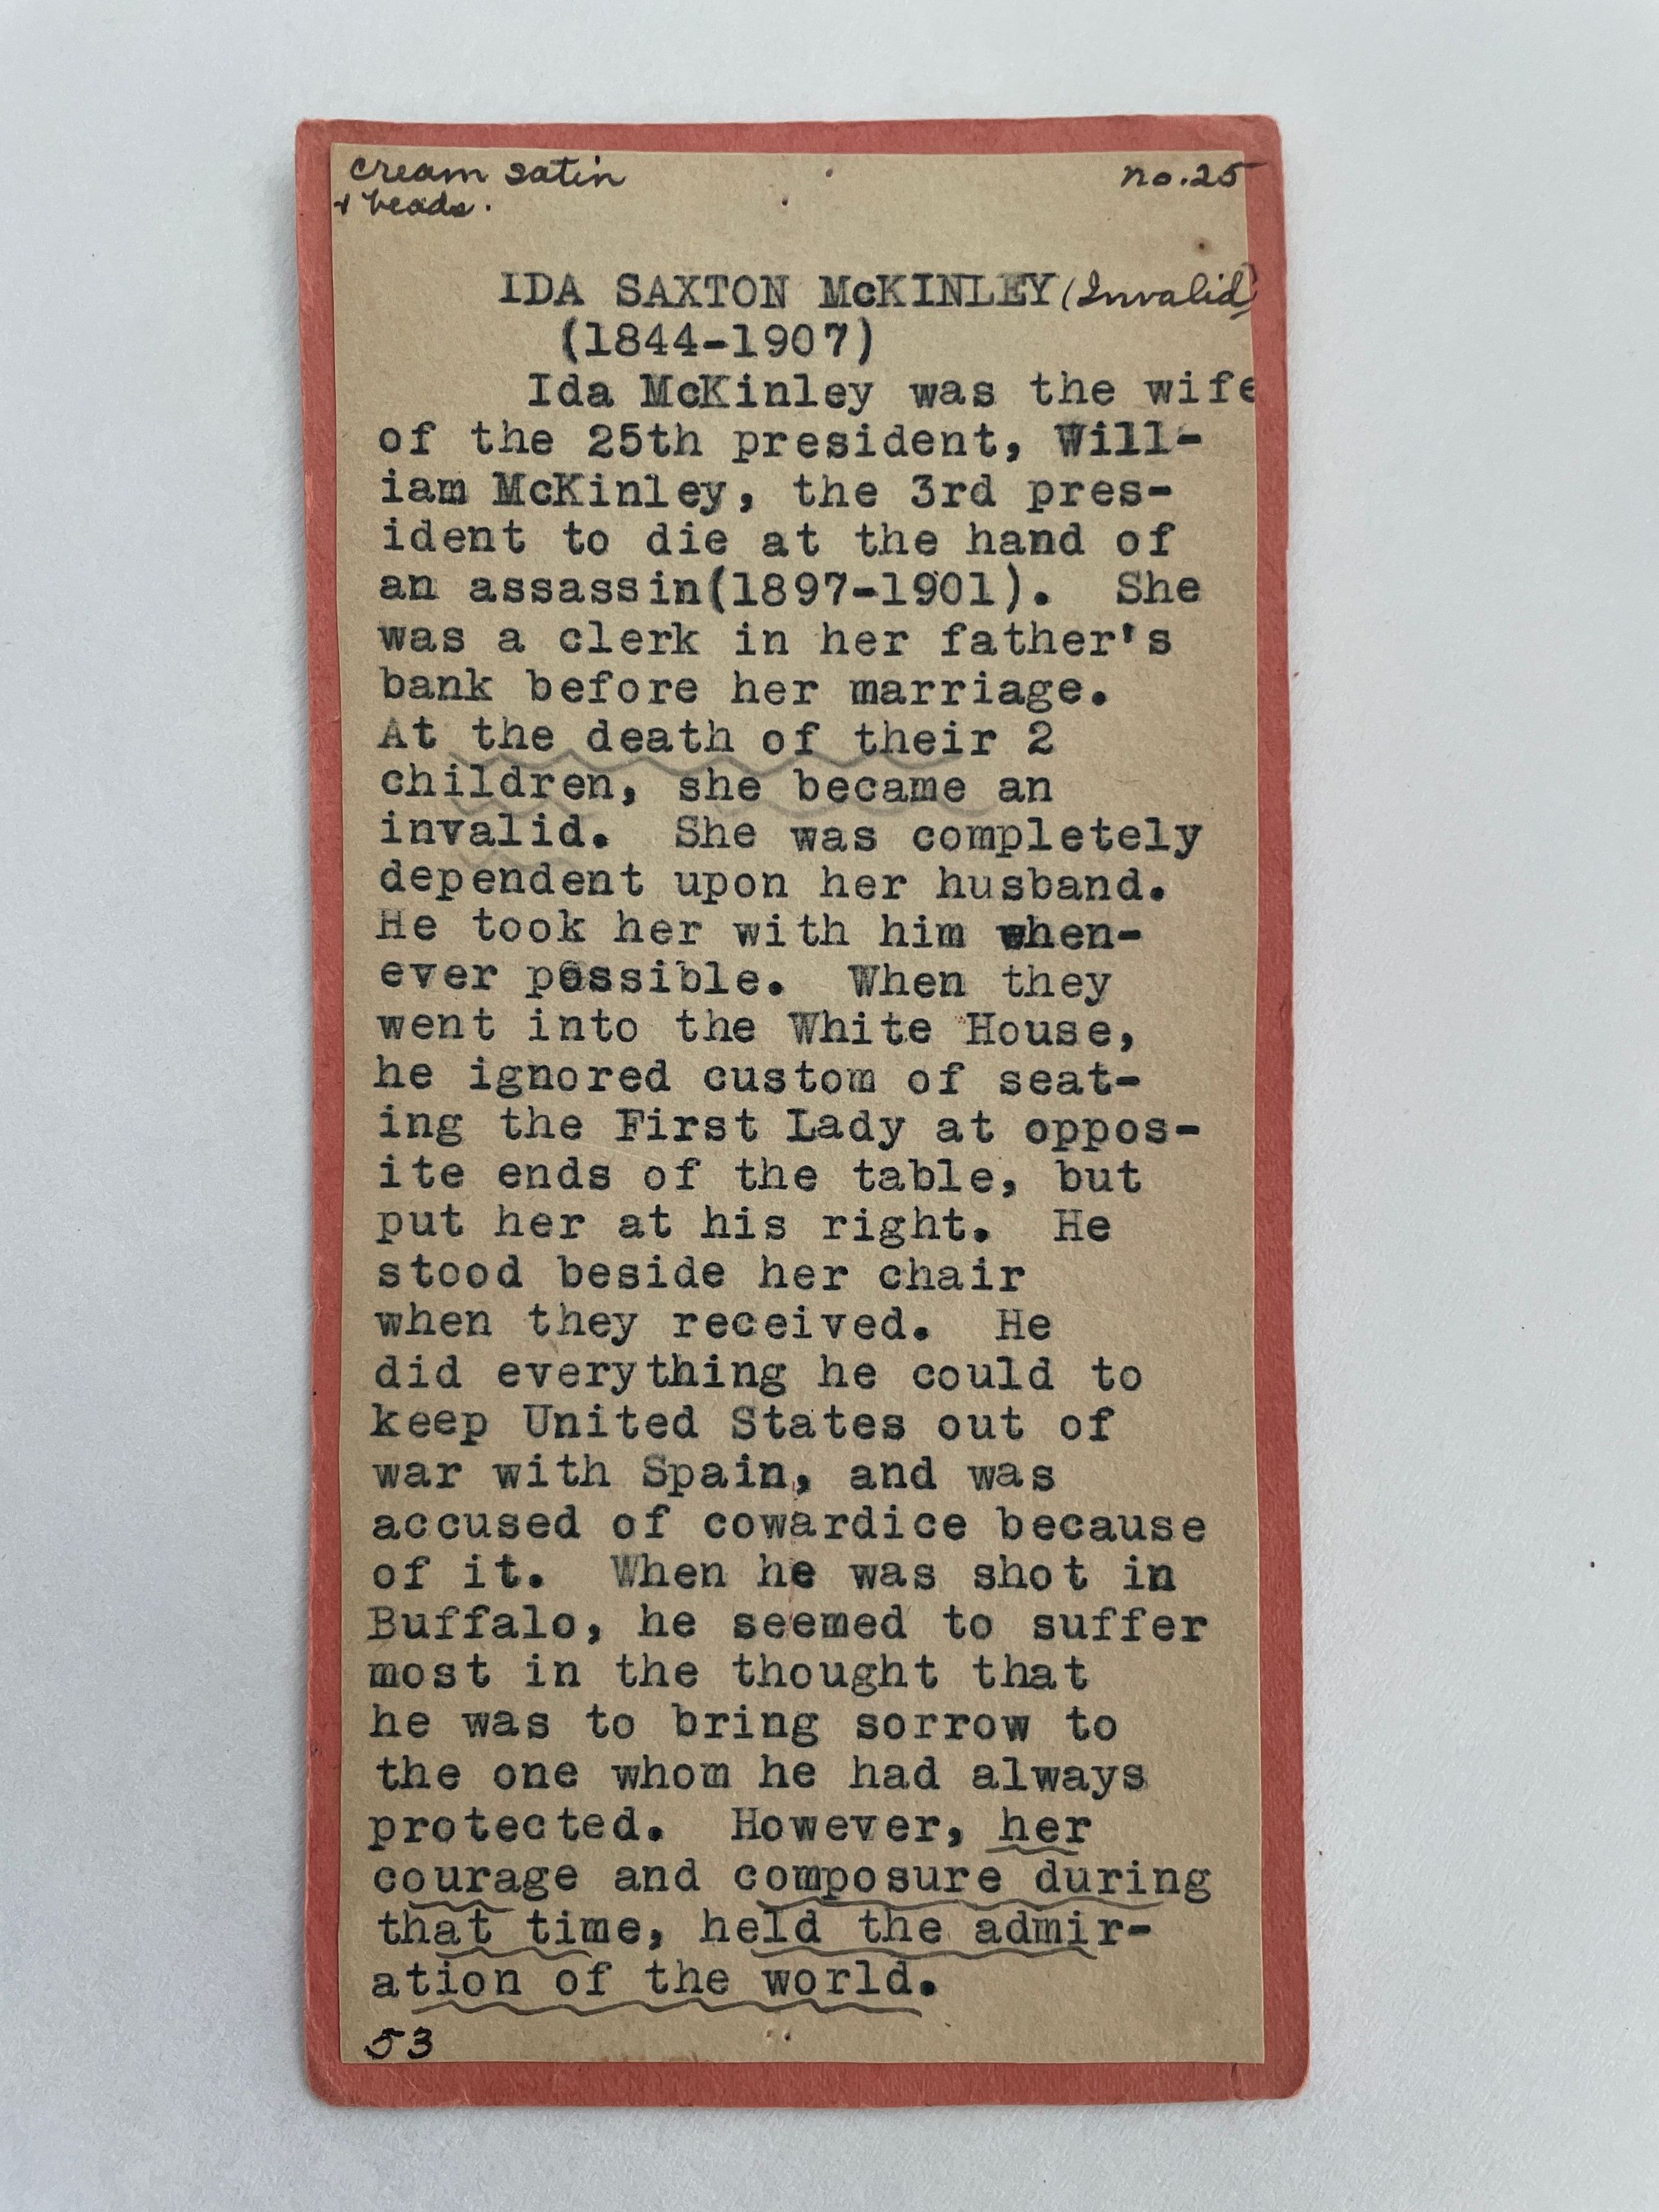 cream satin no.25
& beads.
IDA SAXTON McKINLEY (Invalid)
(1844-1907)
Ida McKinley was the wife
of the 25th president, Will-
iam McKinley, the 3rd pres-
ident to die at the hand of
an assassin(1897-1901). She
was a clerk in her father's
bank before her marriage.
At the death of their 2
children, she became an
invalid. She was completely
dependent upon her husband.
He took her with him when-
ever possible. When they
went into the White House,
he ignored custom of seat-
ing the First Lady at oppos-
ite ends of the table, but
put her at his right. He
stood beside her chair
when they received. He
did everything he could to
keep United States out of
war with Spain, and was
accused of cowardice because
of it. When he was shot in
Buffalo, he seemed to suffer
most in the thought that
he was to bring sorrow to
the one whom he had always
protected. However, her
courage and composure during
that time, held the admir-
ation of the world.
53